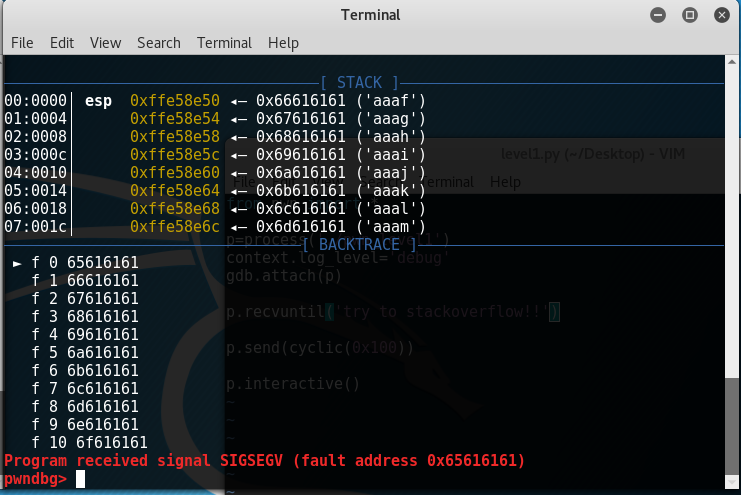 Terminal
File Edit View Search Terminal Help
[ STACK ]
00:0000│ esp 0xffe58e50 ◂— 0x66616161 ('aaaf')
01:0004│ 0xffe58e54 ◂— 0x67616161 ('aaag')
02:0008│ 0xffe58e58 ◂— 0x68616161 ('aaah')
03:000c│ 0xffe58e5c ◂— 0x69616161 ('aaai')
04:0010│ 0xffe58e60 ◂— 0x6a616161 ('aaaj')
05:0014│ 0xffe58e64 ◂— 0x6b616161 ('aaak')
06:0018│ 0xffe58e68 ◂— 0x6c616161 ('aaal')
07:001c│ 0xffe58e6c ◂— 0x6d616161 ('aaam')
[ BACKTRACE ]
► f 0 65616161
f 1 66616161
f 2 67616161
f 3 68616161
f 4 69616161
f 5 6a616161
f 6 6b616161
f 7 6c616161
f 8 6d616161
f 9 6e616161
f 10 6f616161
Program received signal SIGSEGV (fault address 0x65616161)
pwndbg>
level1.py (~/Desktop) - VIM
Terminal Help
p=process(
context.log_level='debug'
gdb.attach(p)
p.recvuntil('try to stackoverflow!!')
p.send(cyclic(0x100))
p.interactive()
~
~
~
~
~